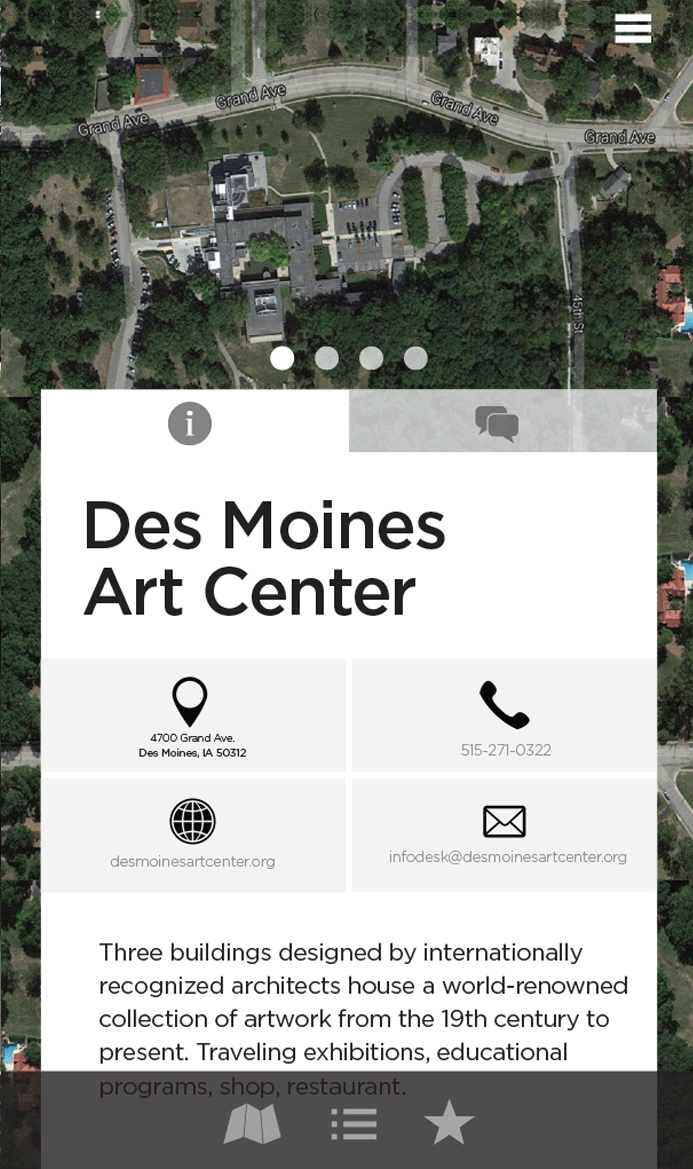 Grand Ave
Grand Ave
Grand Ave
Grand Ave
45th St
i
Des Moines
Art Center
4700 Grand Ave.
Des Moines, IA 50312
515-271-0322
desmoinesartcenter.org
infodesk@desmoinesartcenter.org
Three buildings designed by internationally
recognized architects house a world-renowned
collection of artwork from the 19th century to
present. Traveling exhibitions, educational
programs, shop, restaurant.